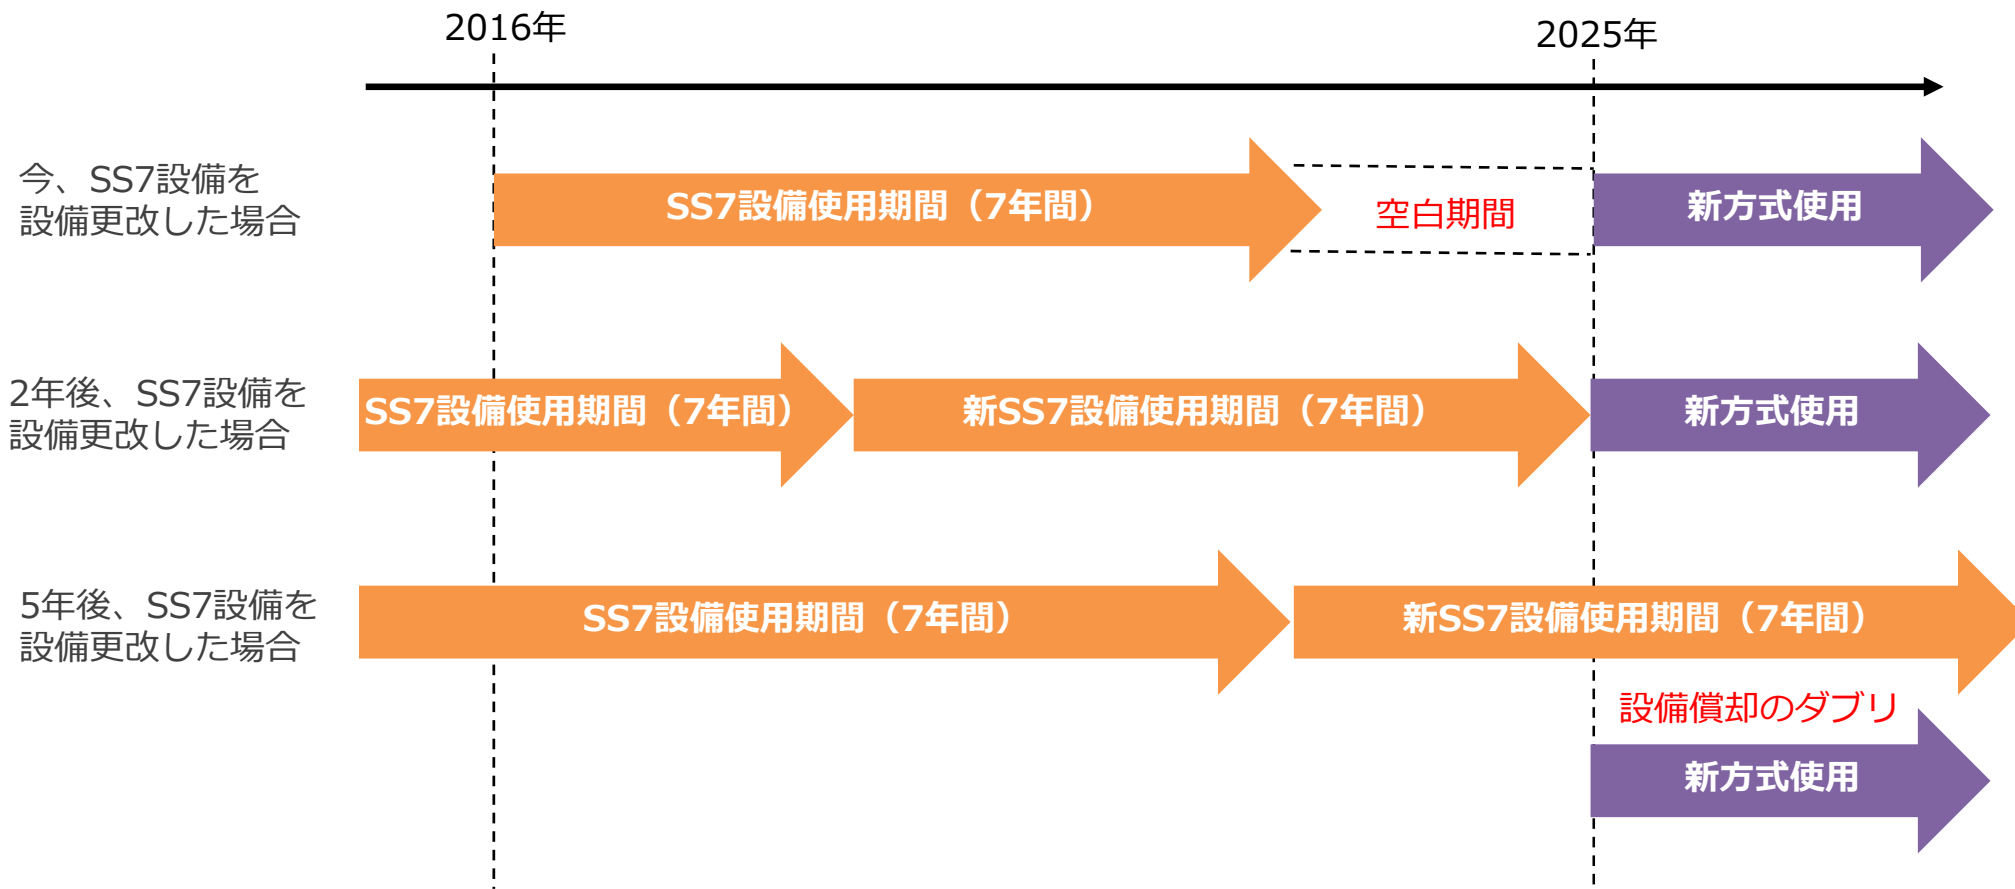 2016年
2025年
今、SS7設備を
設備更改した場合
SS7設備使用期間（7年間）
空白期間
新方式使用
2年後、SS7設備を
設備更改した場合
SS7設備使用期間（7年間）
新SS7設備使用期間（7年間）
新方式使用
5年後、SS7設備を
設備更改した場合
SS7設備使用期間（7年間）
新SS7設備使用期間（7年間）
設備償却のダブリ
新方式使用